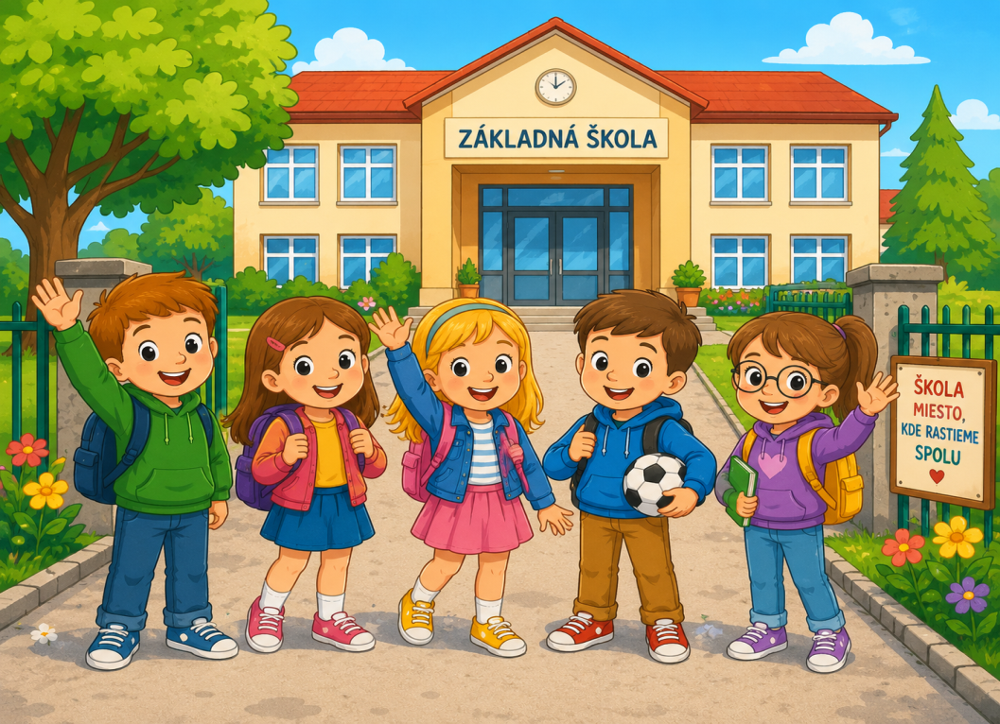 ZÁKLADNÁ ŠKOLA
ŠKOLA
MIESTO,
KDE RASTIEME
SPOLU